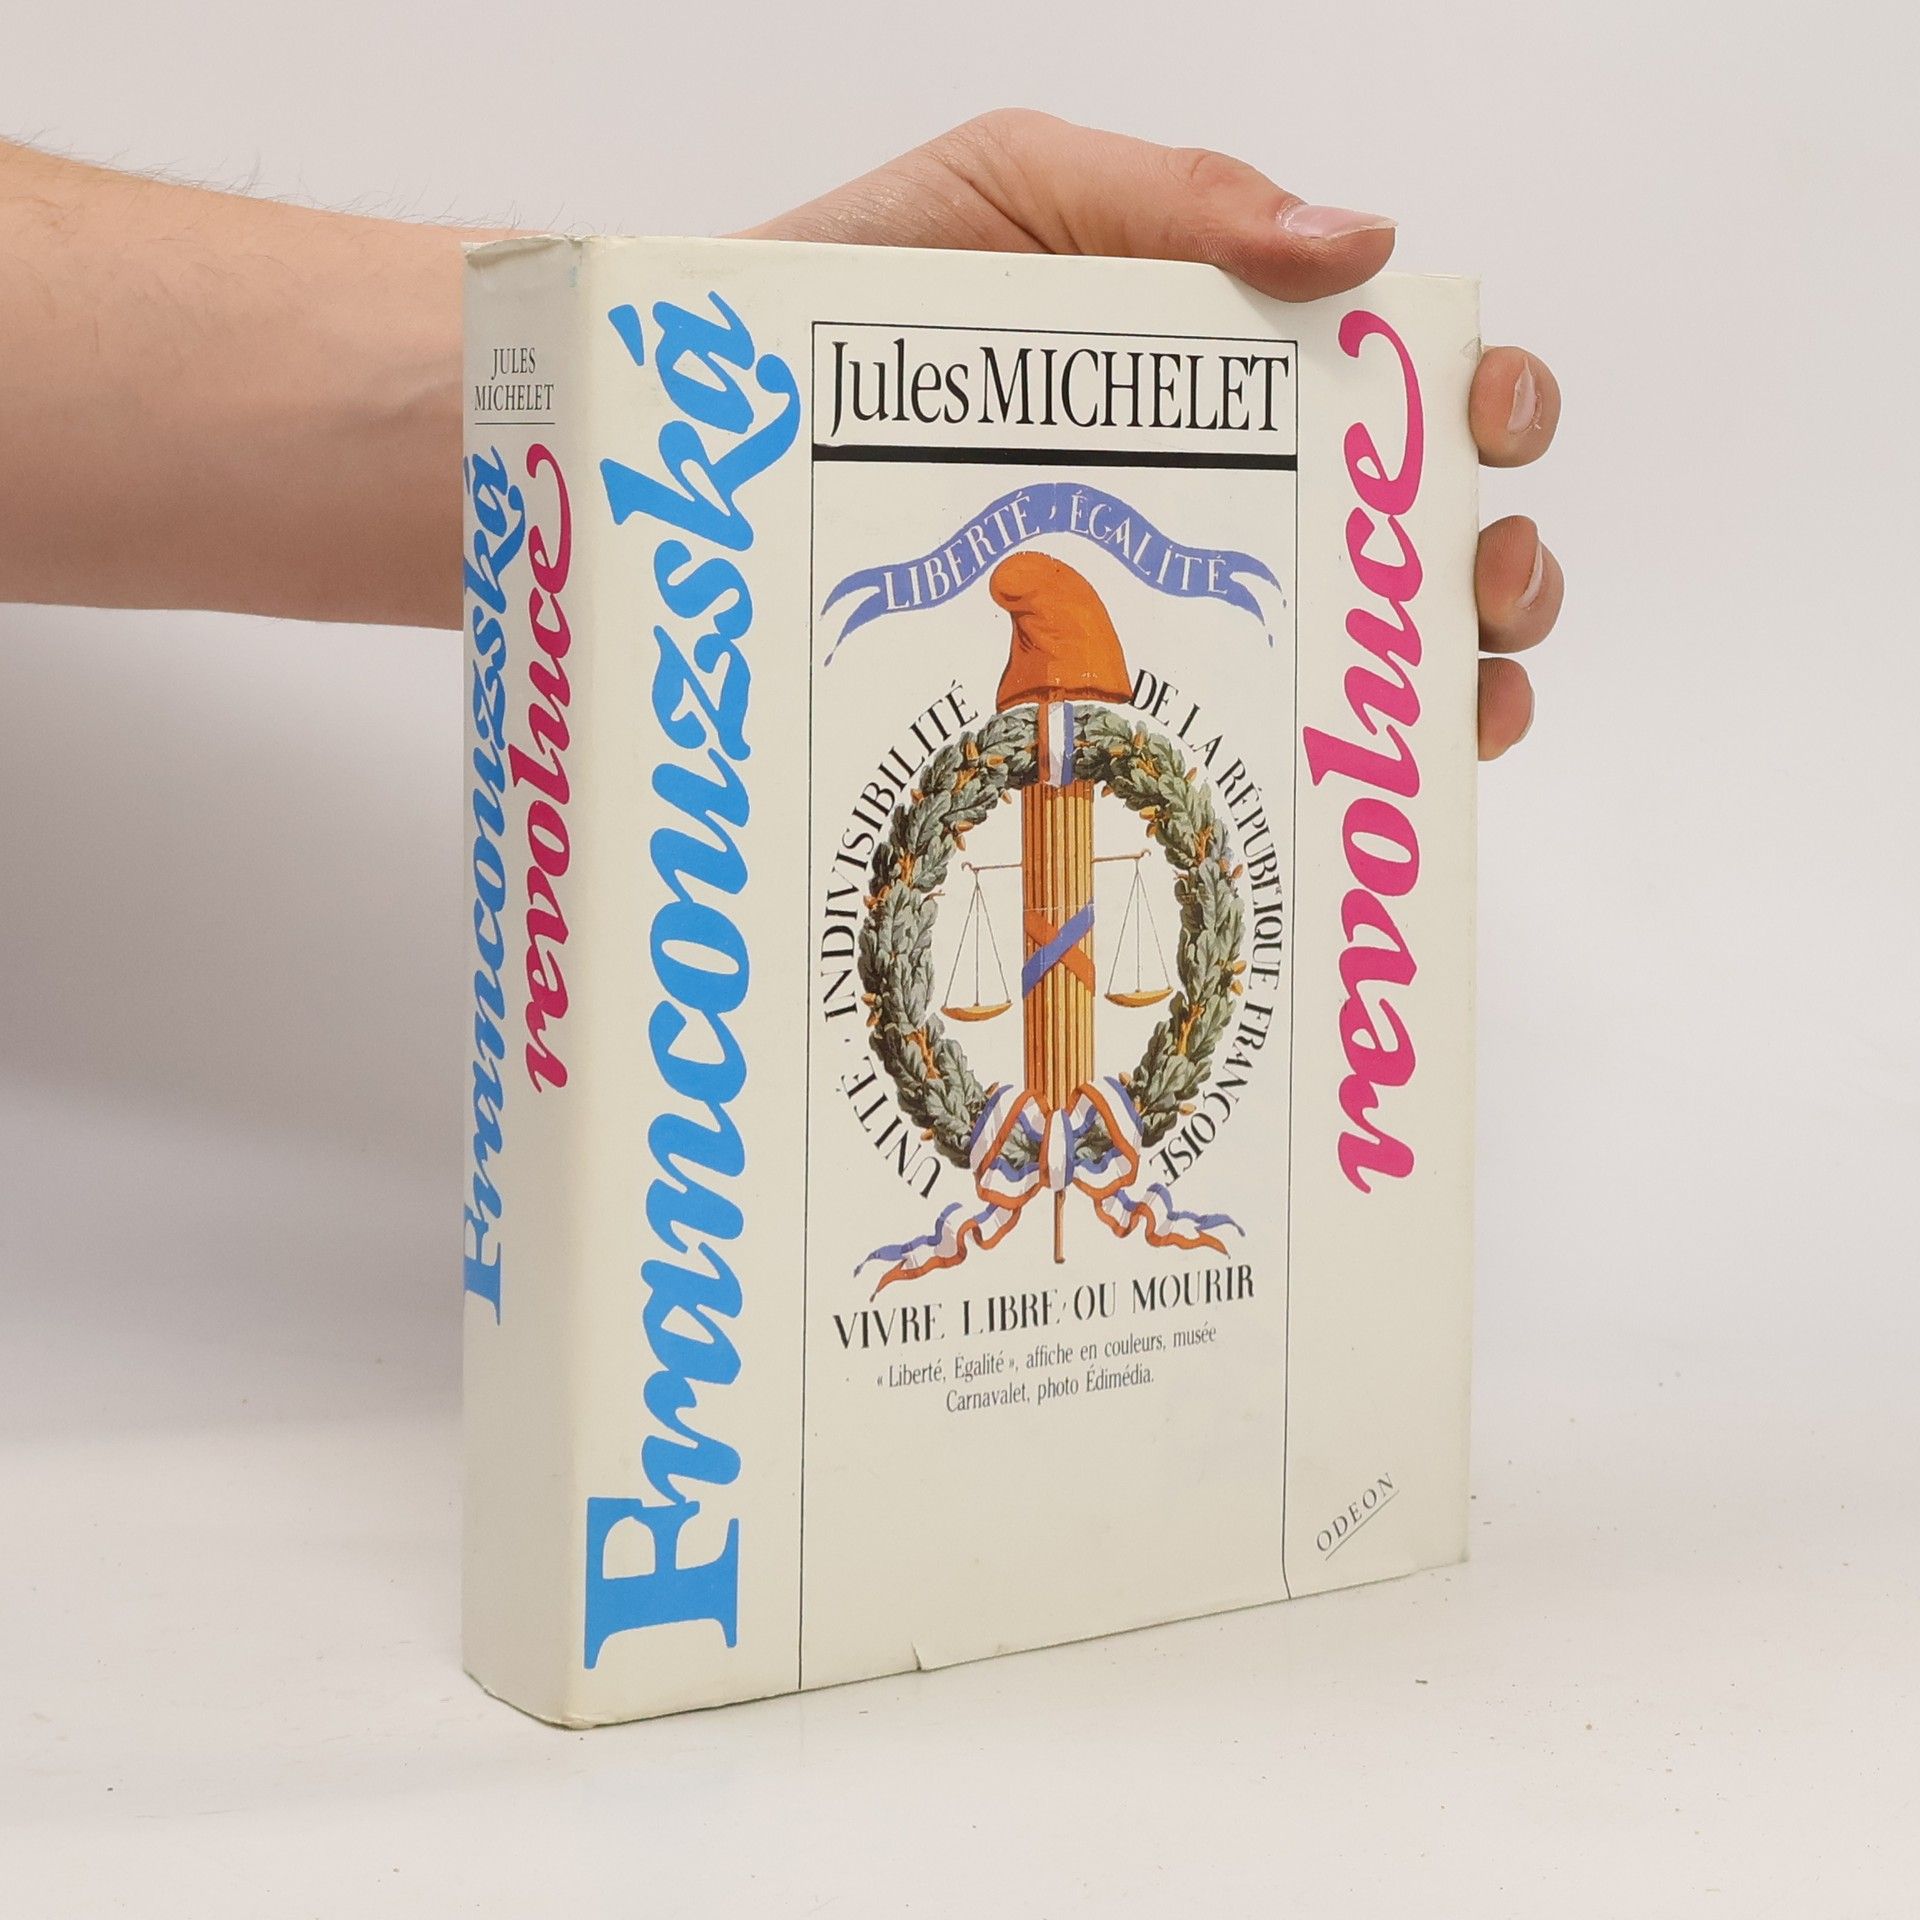 JULES
MICHELET
Francouzská
revoluce
Francouzská
Jules MICHELET
LIBERTÉ, ÉGALITÉ
UNITÉ · INDIVISIBILITÉ
DE LA RÉPUBLIQUE FRANÇOISE
VIVRE LIBRE, OU MOURIR
« Liberté, Egalité », affiche en couleurs, musée
Carnavalet, photo Édimédia.
revoluce
ODEON